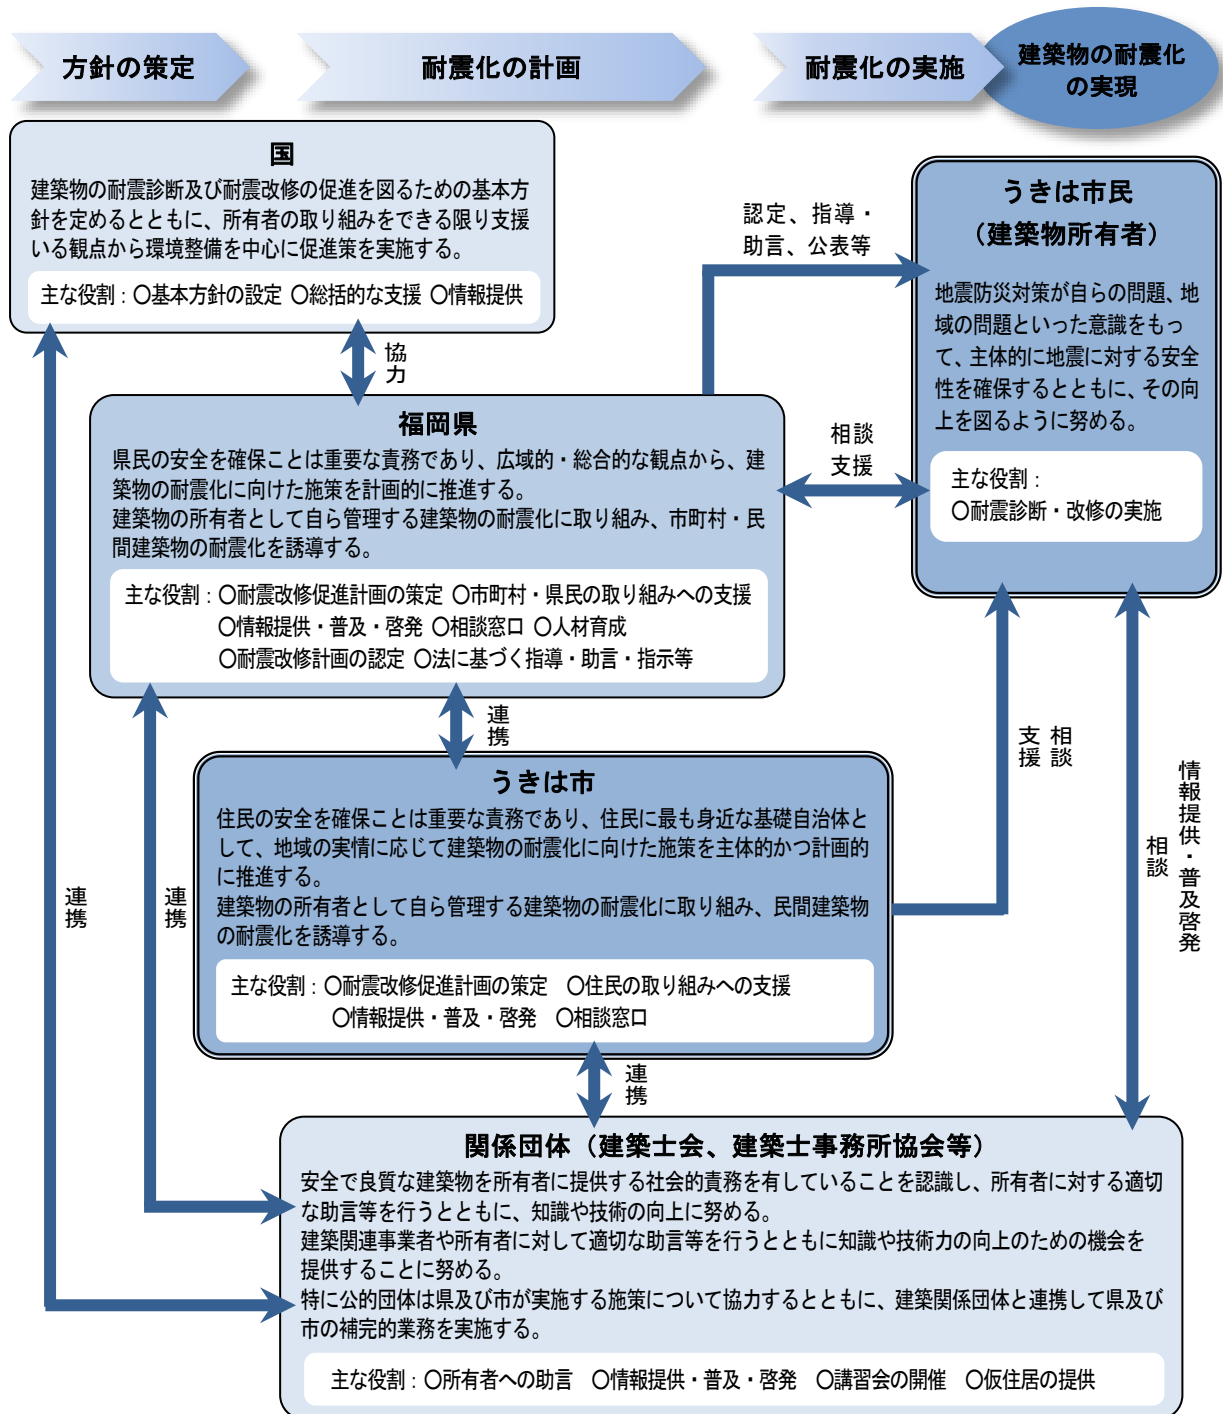 方針の策定
耐震化の計画
耐震化の実施
建築物の耐震化
の実現
国
建築物の耐震診断及び耐震改修の促進を図るための基本方
針を定めるとともに、所有者の取り組みをできる限り支援
いる観点から環境整備を中心に促進策を実施する。
主な役割：〇基本方針の設定 〇総括的な支援 〇情報提供
協力
認定、指導・
助言、公表等
うきは市民
（建築物所有者）
地震防災対策が自らの問題、地
域の問題といった意識をもっ
て、主体的に地震に対する安全
性を確保するとともに、その向
上を図るように努める。
主な役割：
〇耐震診断・改修の実施
相談
支援
福岡県
県民の安全を確保ことは重要な責務であり、広域的・総合的な観点から、建
築物の耐震化に向けた施策を計画的に推進する。
建築物の所有者として自ら管理する建築物の耐震化に取り組み、市町村・民
間建築物の耐震化を誘導する。
主な役割：〇耐震改修促進計画の策定 〇市町村・県民の取り組みへの支援
〇情報提供・普及・啓発 〇相談窓口 〇人材育成
〇耐震改修計画の認定 〇法に基づく指導・助言・指示等
連携
うきは市
住民の安全を確保ことは重要な責務であり、住民に最も身近な基礎自治体と
して、地域の実情に応じて建築物の耐震化に向けた施策を主体的かつ計画的
に推進する。
建築物の所有者として自ら管理する建築物の耐震化に取り組み、民間建築物
の耐震化を誘導する。
主な役割：〇耐震改修促進計画の策定　〇住民の取り組みへの支援
〇情報提供・普及・啓発　〇相談窓口
連携
連携
相談
支援
情報提供・普及啓発
相談
連携
関係団体（建築士会、建築士事務所協会等）
安全で良質な建築物を所有者に提供する社会的責務を有していることを認識し、所有者に対する適切
な助言等を行うとともに、知識や技術の向上に努める。
建築関連事業者や所有者に対して適切な助言等を行うとともに知識や技術力の向上のための機会を
提供することに努める。
特に公的団体は県及び市が実施する施策について協力するとともに、建築関係団体と連携して県及び
市の補完的業務を実施する。
主な役割：〇所有者への助言　〇情報提供・普及・啓発　〇講習会の開催　〇仮住居の提供